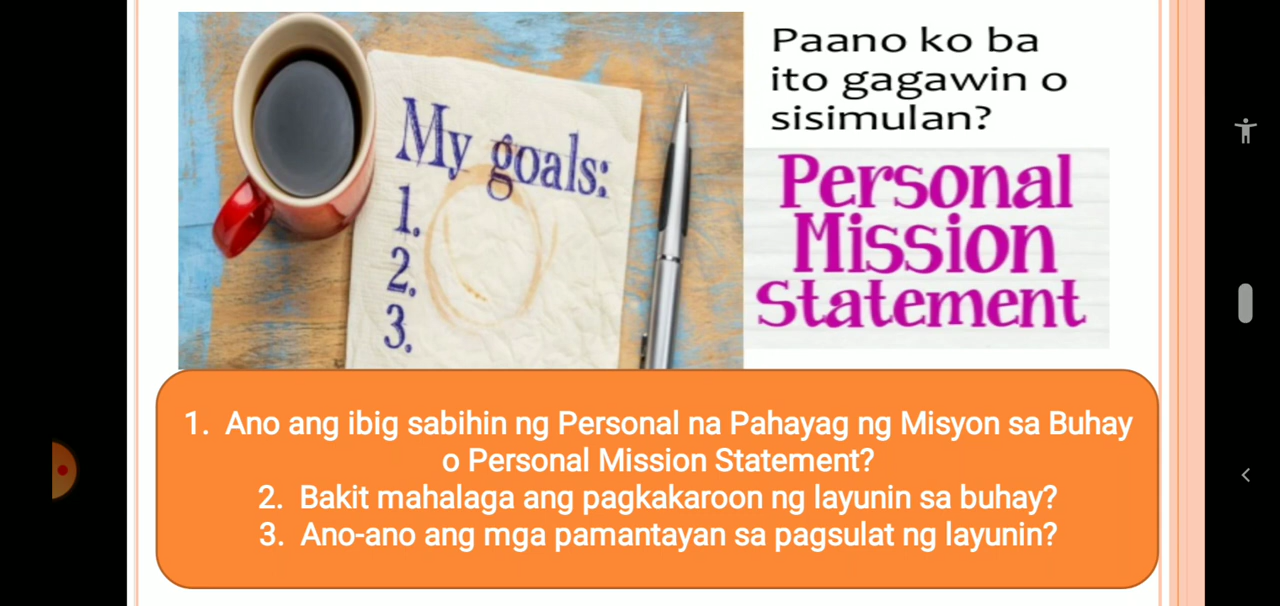 My goals:
1.
2.
3.
Paano ko ba
ito gagawin o
sisimulan?
Personal
Mission
Statement
1. Ano ang ibig sabihin ng Personal na Pahayag ng Misyon sa Buhay
o Personal Mission Statement?
2. Bakit mahalaga ang pagkakaroon ng layunin sa buhay?
3. Ano-ano ang mga pamantayan sa pagsulat ng layunin?